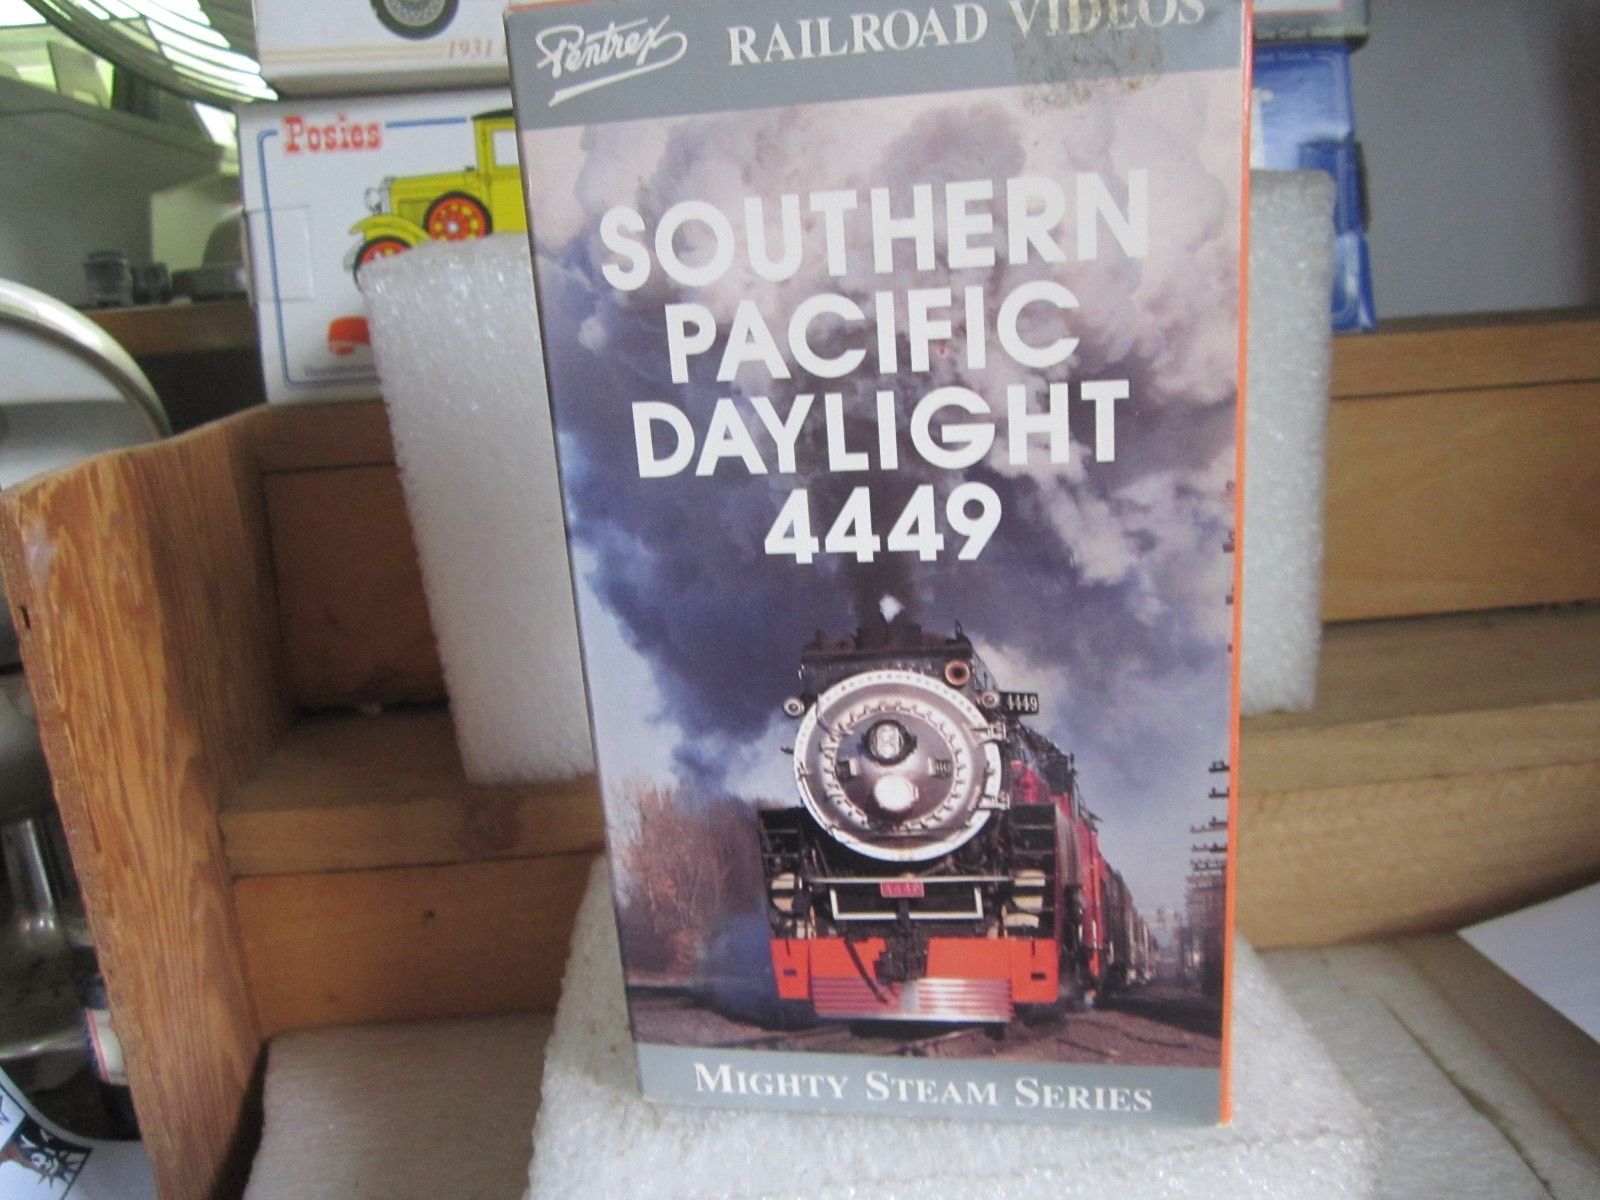 1931
Posies
Pentrex RAILROAD VIDEOS
SOUTHERN
PACIFIC
DAYLIGHT
4449
4449
MIGHTY STEAM SERIES